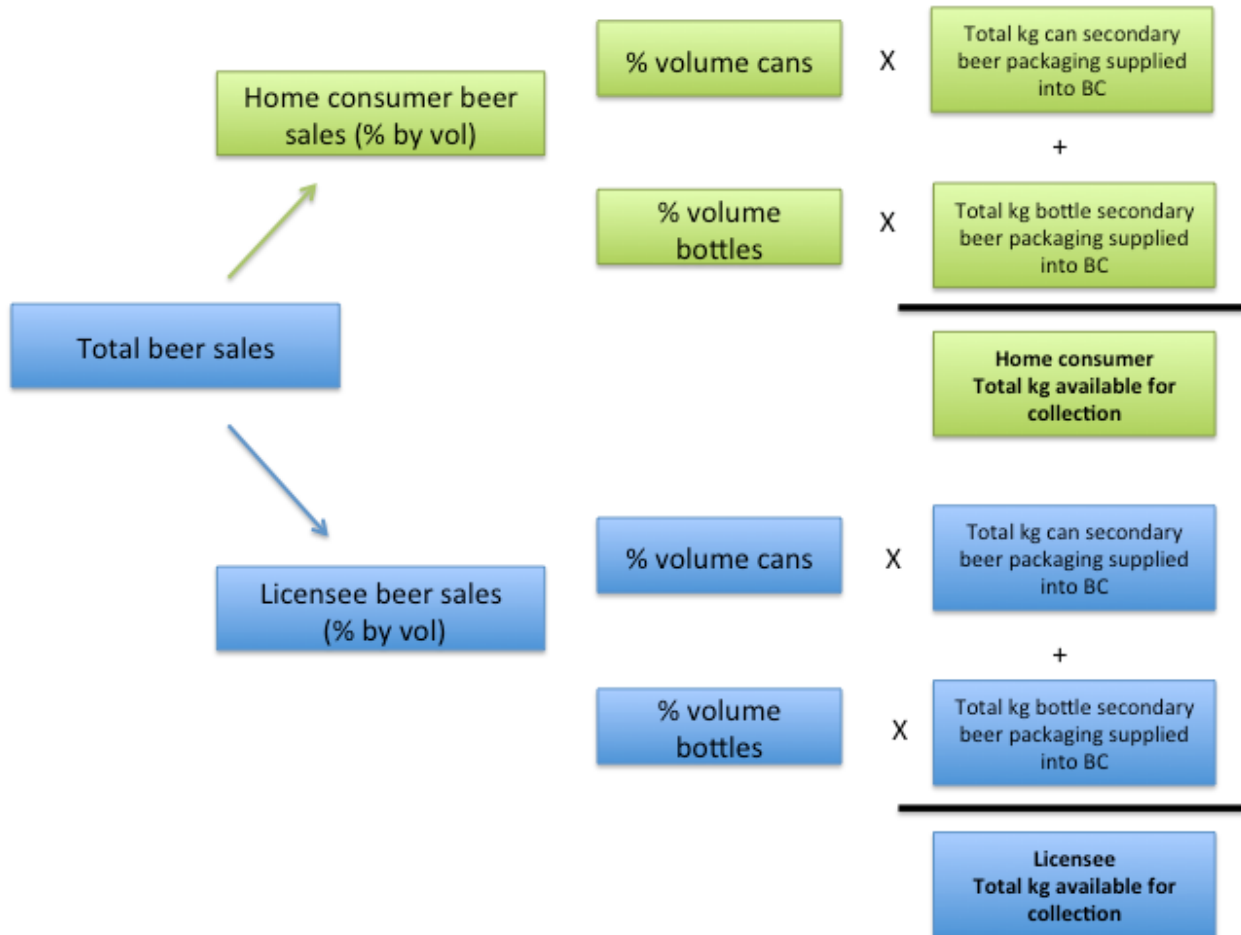 % volume cans
X
Total kg can secondary
beer packaging supplied
into BC
Home consumer beer
sales (% by vol)
+
% volume
bottles
X
Total kg bottle secondary
beer packaging supplied
into BC
Total beer sales
Home consumer
Total kg available for
collection
% volume cans
X
Total kg can secondary
beer packaging supplied
into BC
Licensee beer sales
(% by vol)
+
% volume
bottles
X
Total kg bottle secondary
beer packaging supplied
into BC
Licensee
Total kg available for
collection